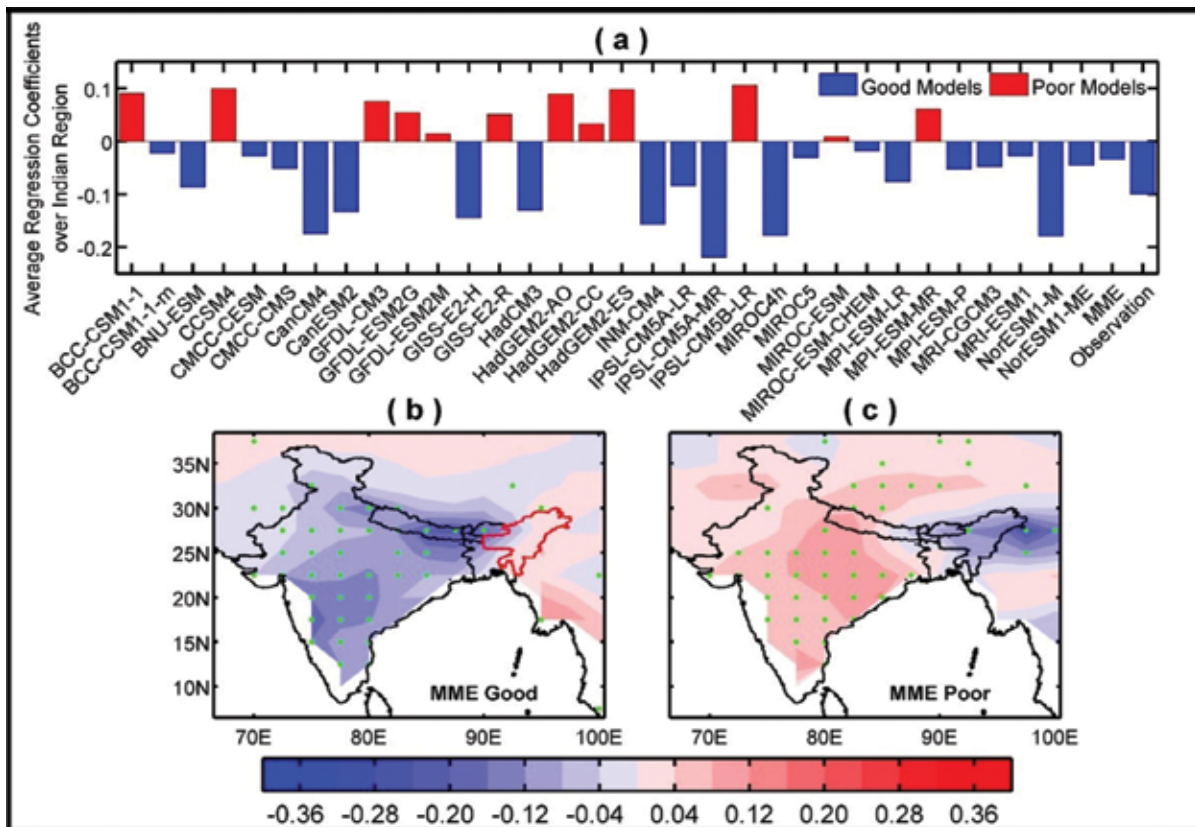 ( a )
Average Regression Coefficients
over Indian Region
0.1
0
-0.1
-0.2
Good Models
Poor Models
BCC-CSM1-1
BCC-CSM1-1-m
BNU-ESM
CCSM4
CMCC-CESM
CMCC-CMS
CanCM4
CanESM2
GFDL-CM3
GFDL-ESM2G
GFDL-ESM2M
GISS-E2-H
GISS-E2-R
HadCM3
HadGEM2-AO
HadGEM2-CC
HadGEM2-ES
INM-CM4
IPSL-CM5A-LR
IPSL-CM5A-MR
IPSL-CM5B-LR
MIROC4h
MIROC5
MIROC-ESM
MIROC-ESM-CHEM
MPI-ESM-LR
MPI-ESM-MR
MPI-ESM-P
MRI-CGCM3
MRI-ESM1
NorESM1-M
NorESM1-ME
MME
Observation
( b )
35N
30N
25N
20N
15N
10N
MME Good
70E 80E 90E 100E
( c )
MME Poor
70E 80E 90E 100E
-0.36 -0.28 -0.20 -0.12 -0.04 0.04 0.12 0.20 0.28 0.36